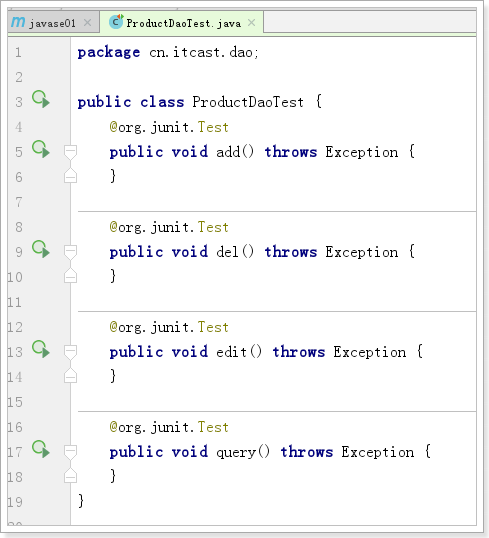 m javase01 × C ProductDaoTest.java ×
1 package cn.itcast.dao;
2
3 public class ProductDaoTest {
4 @org.junit.Test
5 public void add() throws Exception {
6 }
7
8 @org.junit.Test
9 public void del() throws Exception {
10 }
11
12 @org.junit.Test
13 public void edit() throws Exception {
14 }
15
16 @org.junit.Test
17 public void query() throws Exception {
18 }
19 }